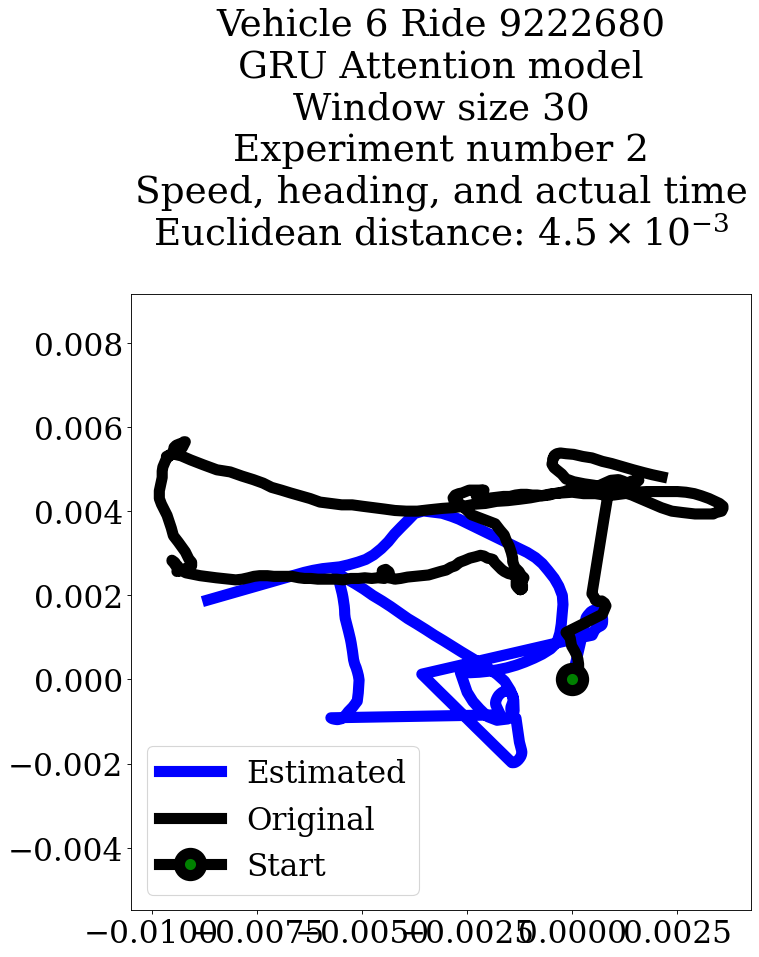 Vehicle 6 Ride 9222680
GRU Attention model
Window size 30
Experiment number 2
Speed, heading, and actual time
Euclidean distance: 4.5 × 10⁻³
0.008
0.006
0.004
0.002
0.000
−0.002
−0.004
Estimated
Original
Start
−0.0100 −0.0075 −0.0050 −0.0025 0.0000 0.0025